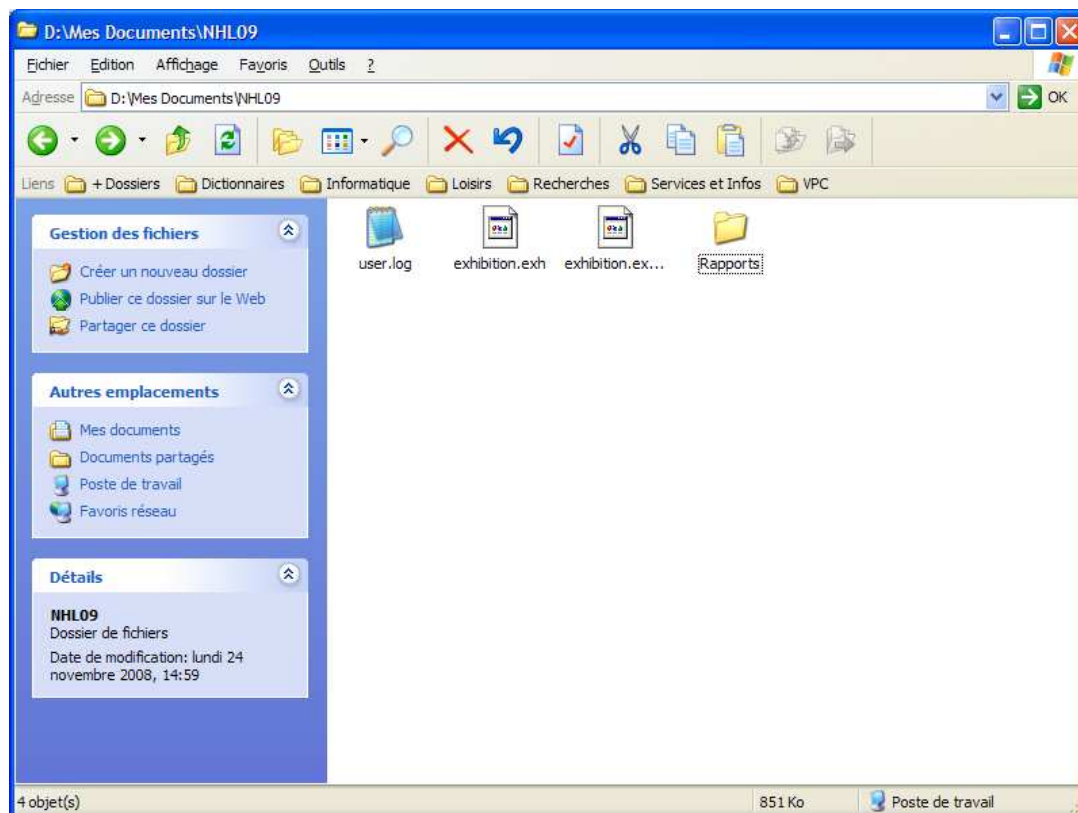 D:\Mes Documents\NHL09
Fichier Edition Affichage Favoris Outils ?
Adresse D:\Mes Documents\NHL09 OK
Liens + Dossiers Dictionnaires Informatique Loisirs Recherches Services et Infos VPC
Gestion des fichiers
Créer un nouveau dossier
Publier ce dossier sur le Web
Partager ce dossier
Autres emplacements
Mes documents
Documents partagés
Poste de travail
Favoris réseau
Détails
NHL09
Dossier de fichiers
Date de modification: lundi 24
novembre 2008, 14:59
user.log exhibition.exh exhibition.ex... Rapports
4 objet(s) 851 Ko Poste de travail